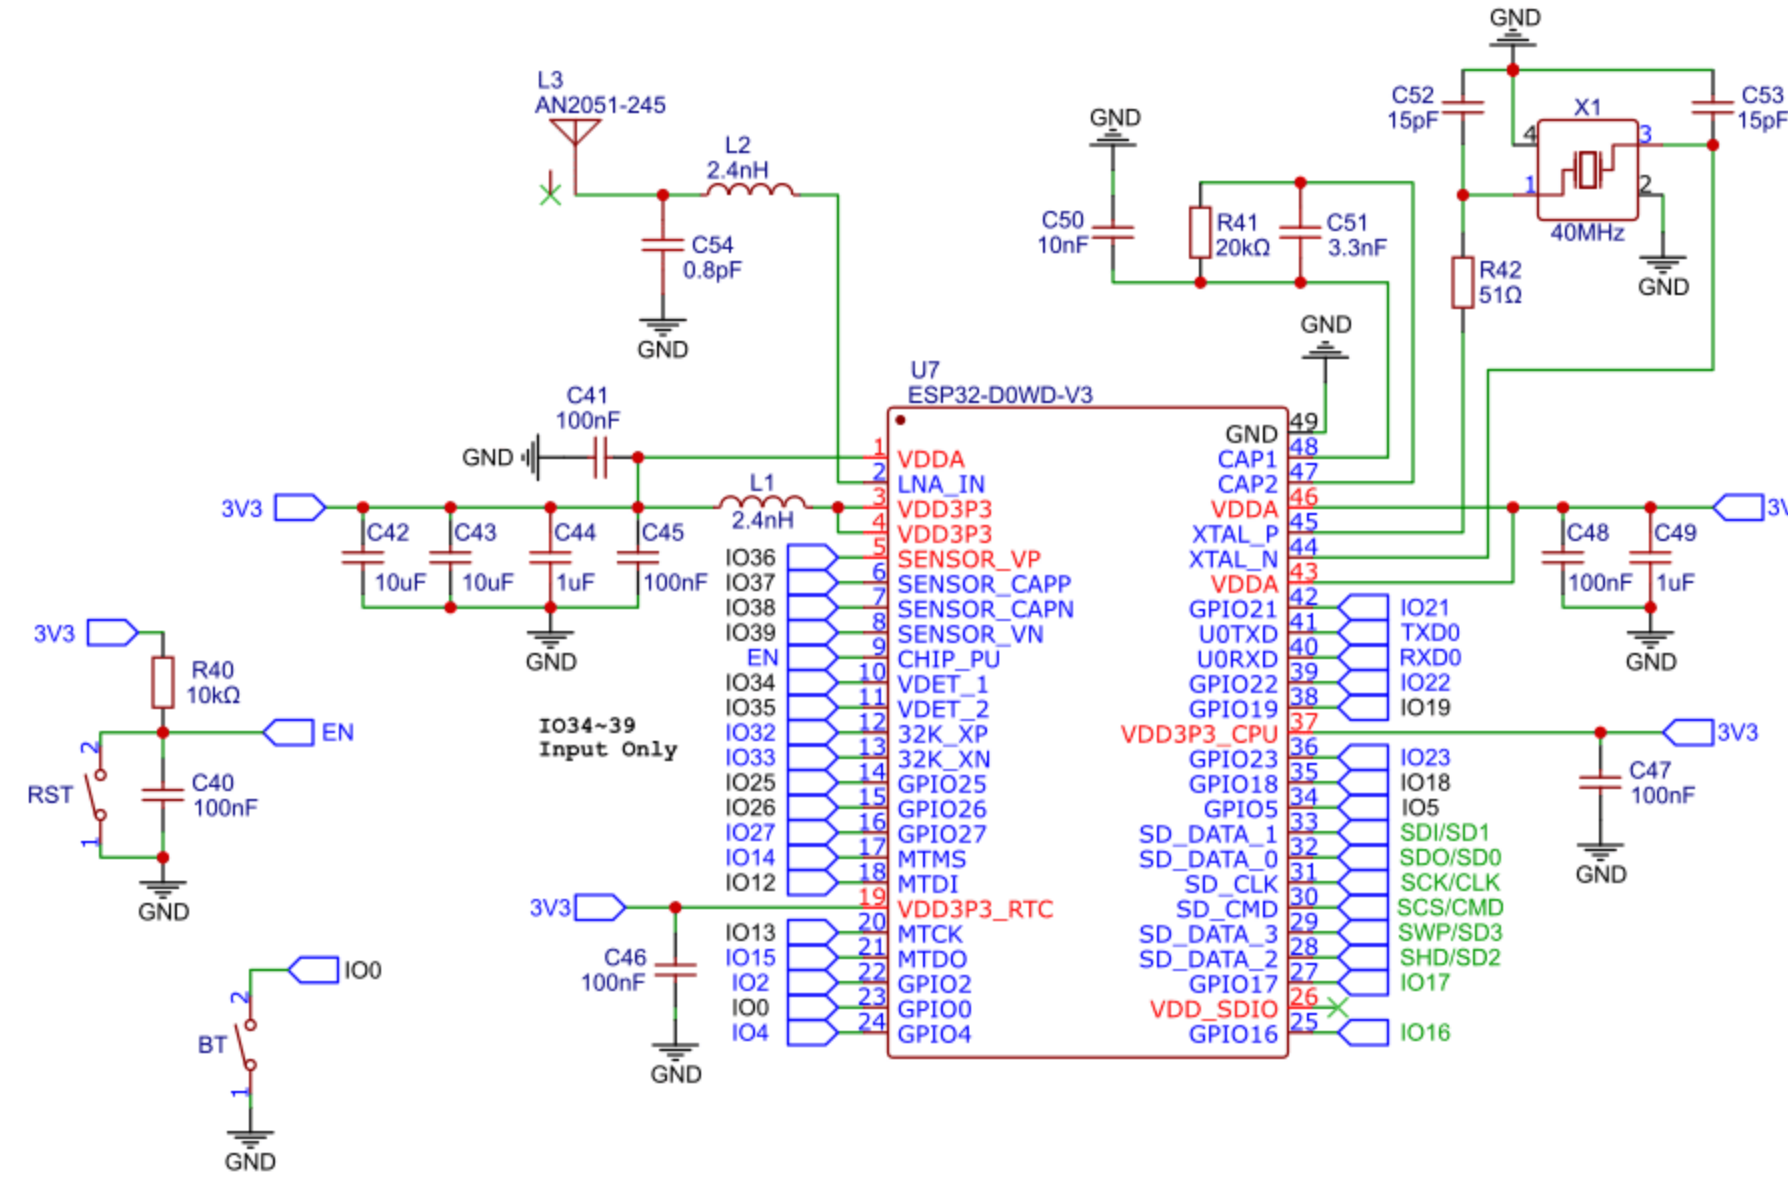 GND
L3
AN2051-245
L2
2.4nH
C54
0.8pF
GND
GND
C50
10nF
R41
20kΩ
C51
3.3nF
GND
C52
15pF
X1
C53
15pF
4
3
1
2
40MHz
GND
R42
51Ω
C41
100nF
GND
3V3
L1
2.4nH
C42
10uF
C43
10uF
C44
1uF
C45
100nF
GND
3V3
R40
10kΩ
EN
2
RST
1
C40
100nF
GND
IO34~39
Input Only
IO0
2
BT
1
GND
3V3
C46
100nF
GND
U7
ESP32-D0WD-V3
1 VDDA
2 LNA_IN
3 VDD3P3
4 VDD3P3
IO36 5 SENSOR_VP
IO37 6 SENSOR_CAPP
IO38 7 SENSOR_CAPN
IO39 8 SENSOR_VN
EN 9 CHIP_PU
IO34 10 VDET_1
IO35 11 VDET_2
IO32 12 32K_XP
IO33 13 32K_XN
IO25 14 GPIO25
IO26 15 GPIO26
IO27 16 GPIO27
IO14 17 MTMS
IO12 18 MTDI
19 VDD3P3_RTC
IO13 20 MTCK
IO15 21 MTDO
IO2 22 GPIO2
IO0 23 GPIO0
IO4 24 GPIO4
GND 49
CAP1 48
CAP2 47
VDDA 46
XTAL_P 45
XTAL_N 44
VDDA 43
GPIO21 42 IO21
U0TXD 41 TXD0
U0RXD 40 RXD0
GPIO22 39 IO22
GPIO19 38 IO19
VDD3P3_CPU 37 3V3
GPIO23 36 IO23
GPIO18 35 IO18
GPIO5 34 IO5
SD_DATA_1 33 SDI/SD1
SD_DATA_0 32 SDO/SD0
SD_CLK 31 SCK/CLK
SD_CMD 30 SCS/CMD
SD_DATA_3 29 SWP/SD3
SD_DATA_2 28 SHD/SD2
GPIO17 27 IO17
VDD_SDIO 26
GPIO16 25 IO16
C48
100nF
C49
1uF
GND
C47
100nF
GND